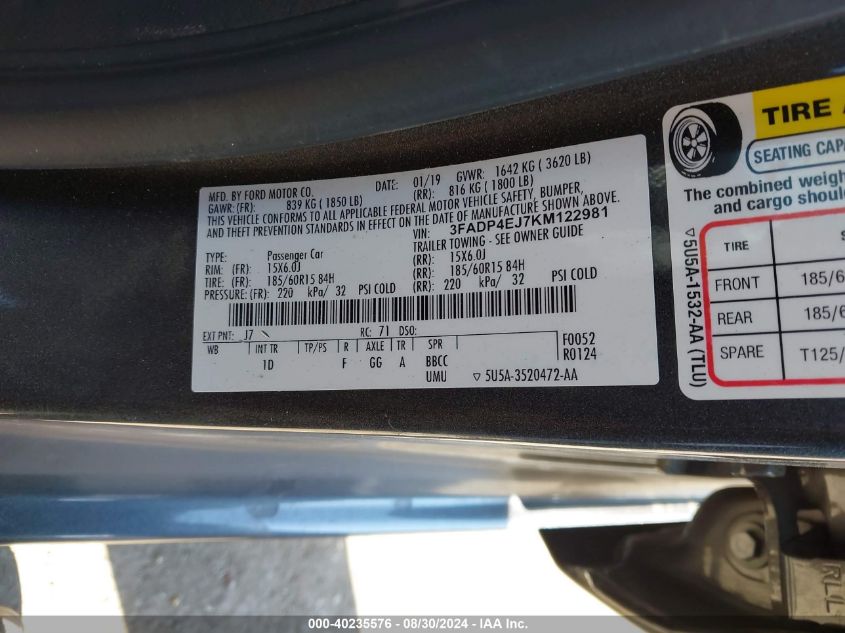 MFD. BY FORD MOTOR CO. DATE: 01/19 GVWR: 1642 KG ( 3620 LB)
GAWR: (FR): 839 KG ( 1850 LB) (RR): 816 KG ( 1800 LB)
THIS VEHICLE CONFORMS TO ALL APPLICABLE FEDERAL MOTOR VEHICLE SAFETY, BUMPER,
AND THEFT PREVENTION STANDARDS IN EFFECT ON THE DATE OF MANUFACTURE SHOWN ABOVE.
VIN: 3FADP4EJ7KM122981
TYPE: Passenger Car TRAILER TOWING - SEE OWNER GUIDE
RIM: (FR): 15X6.0J (RR): 15X6.0J
TIRE: (FR): 185/60R15 84H (RR): 185/60R15 84H
PRESSURE: (FR): 220 kPa/ 32 PSI COLD (RR): 220 kPa/ 32 PSI COLD
EXT PNT: J7 RC: 71 DSO: F0052
WB INT TR TP/PS R AXLE TR SPR R0124
1D F GG A BBCC
UMU ▽ 5U5A-3520472-AA
TIRE
SEATING
The combined
and cargo
▽5U5A-1532-AA (TLU)
TIRE
FRONT 185/
REAR 185/
SPARE T125/
RL
000-40235576 - 08/30/2024 - IAA Inc.